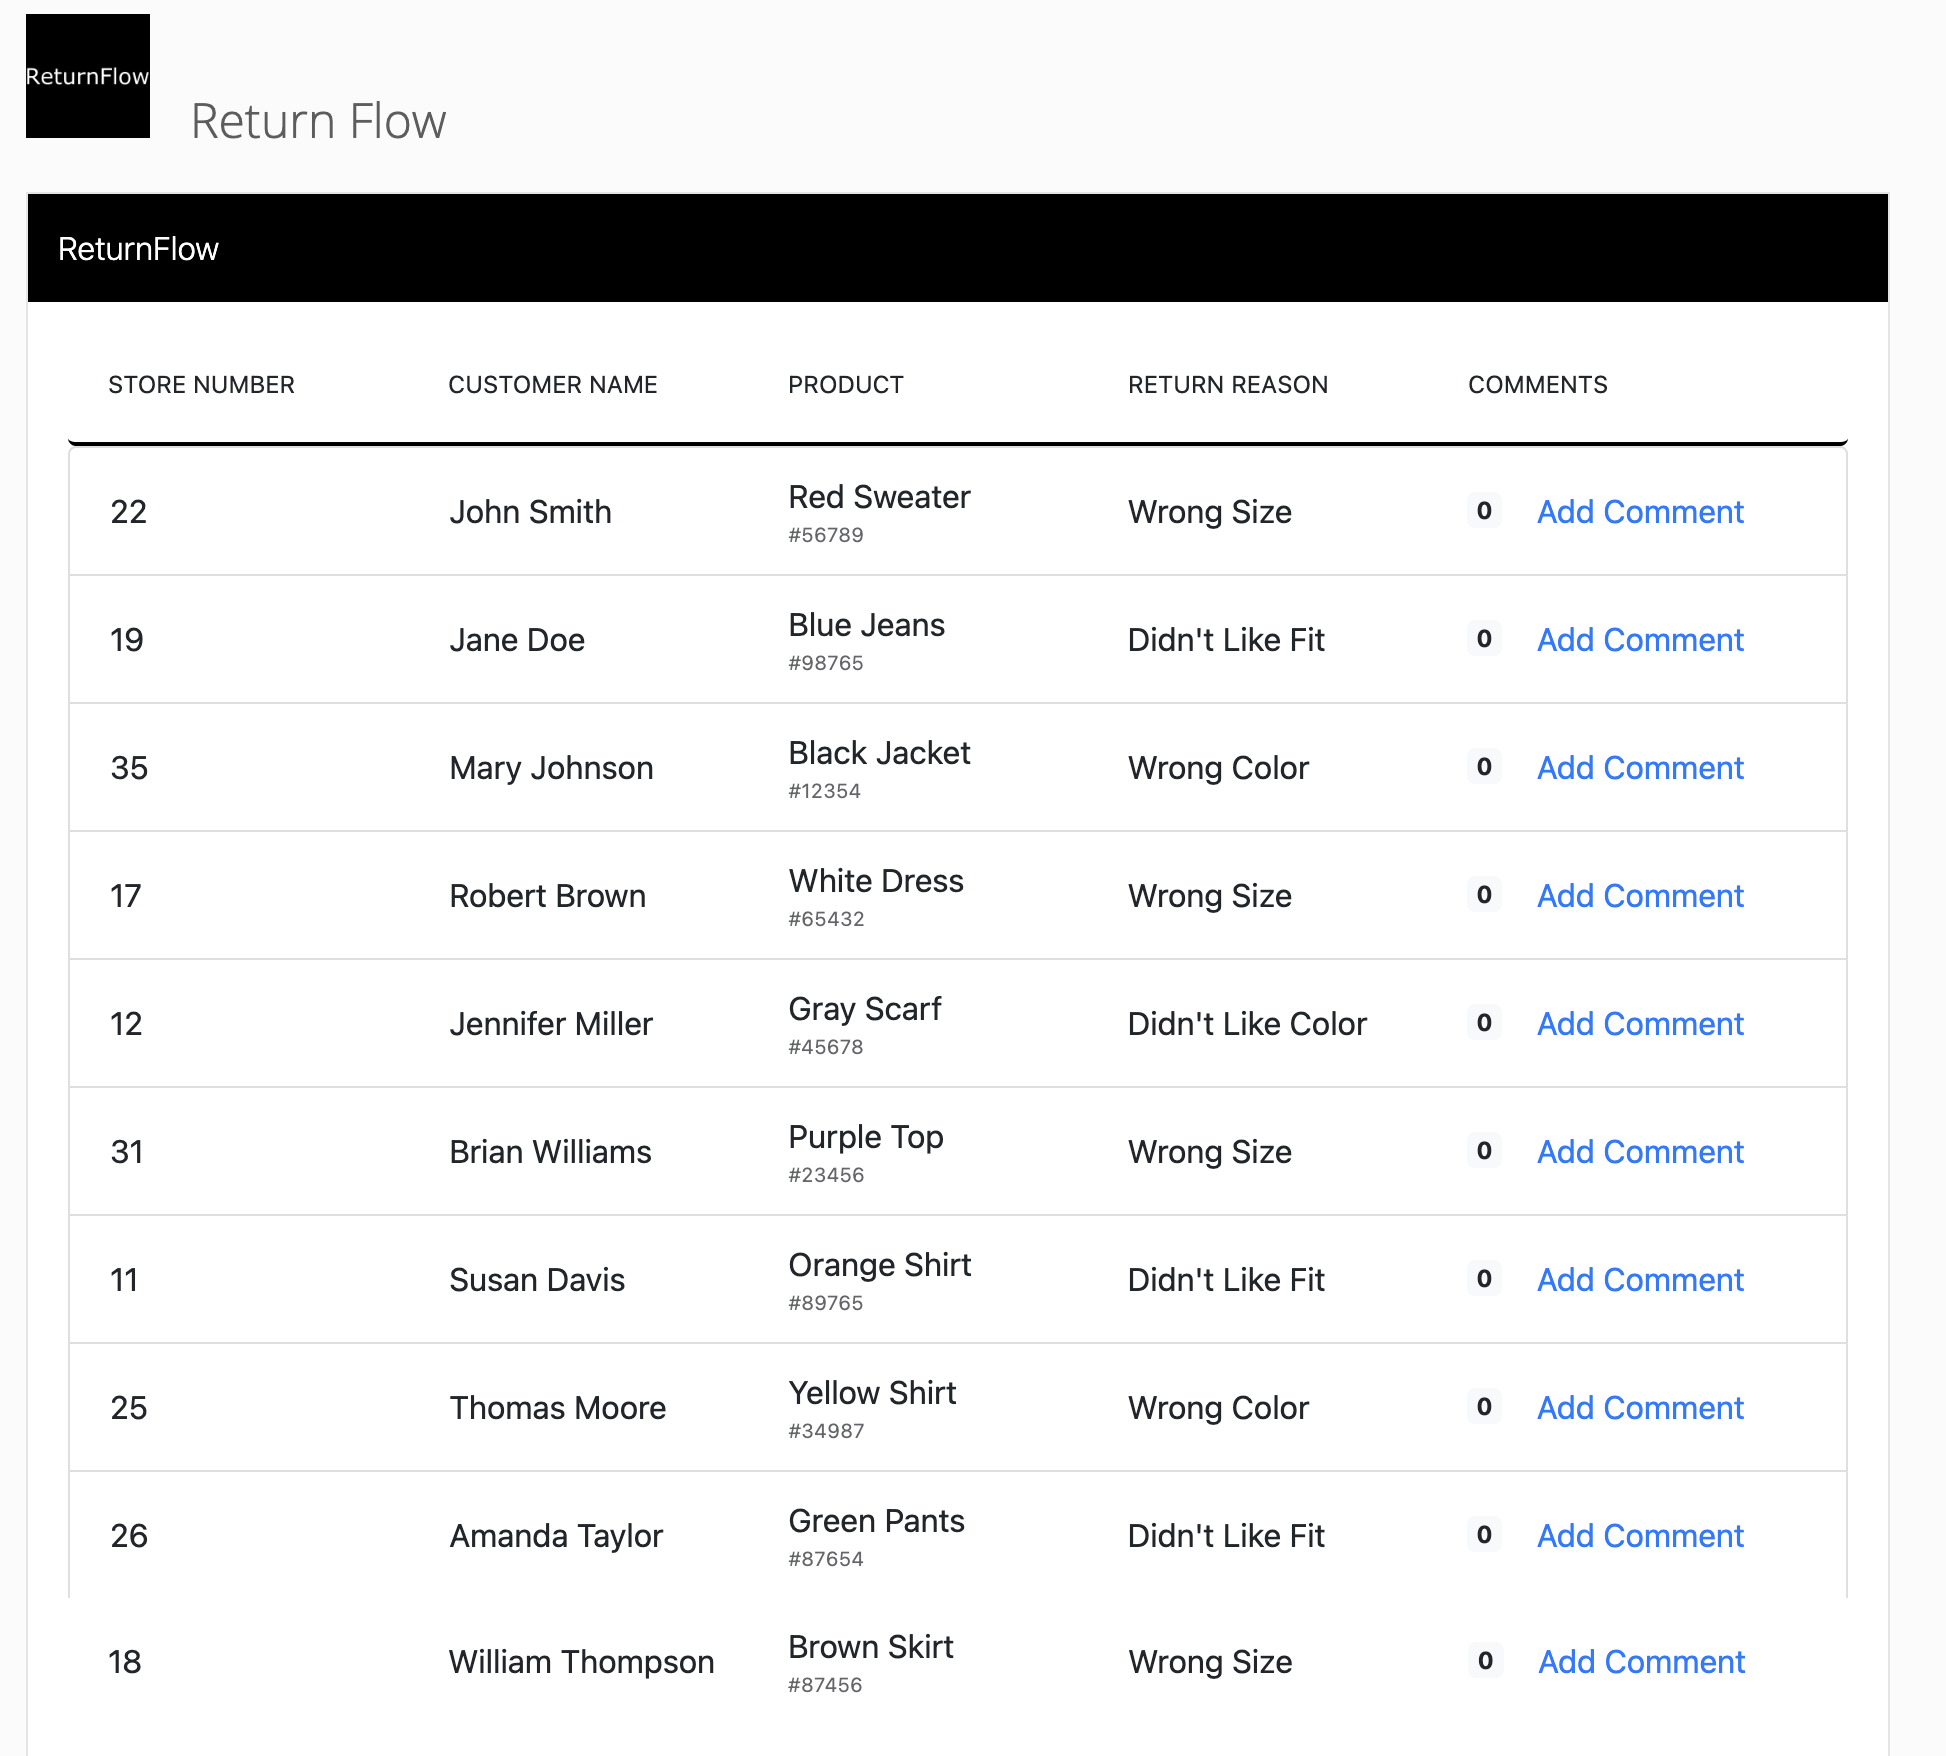 ReturnFlow
Return Flow
ReturnFlow
STORE NUMBER CUSTOMER NAME PRODUCT RETURN REASON COMMENTS
22 John Smith Red Sweater Wrong Size 0 Add Comment
#56789
19 Jane Doe Blue Jeans Didn't Like Fit 0 Add Comment
#98765
35 Mary Johnson Black Jacket Wrong Color 0 Add Comment
#12354
17 Robert Brown White Dress Wrong Size 0 Add Comment
#65432
12 Jennifer Miller Gray Scarf Didn't Like Color 0 Add Comment
#45678
31 Brian Williams Purple Top Wrong Size 0 Add Comment
#23456
11 Susan Davis Orange Shirt Didn't Like Fit 0 Add Comment
#89765
25 Thomas Moore Yellow Shirt Wrong Color 0 Add Comment
#34987
26 Amanda Taylor Green Pants Didn't Like Fit 0 Add Comment
#87654
18 William Thompson Brown Skirt Wrong Size 0 Add Comment
#87456